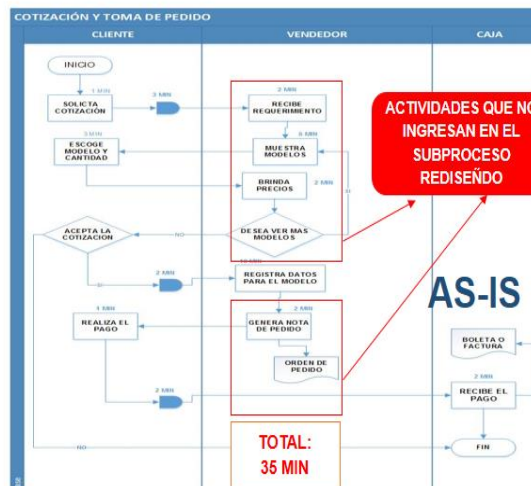 COTIZACIÓN Y TOMA DE PEDIDO
CLIENTE
VENDEDOR
CAJA
INICIO
1 MIN
SOLICTA
COTIZACIÓN
3 MIN
2 MIN
RECIBE
REQUERIMIENTO
ESCOGE
MODELO Y
CANTIDAD
MUESTRA
MODELOS
BRINDA
PRECIOS
2 MIN
ACEPTA LA
COTIZACION
NO
DESEA VER MAS
MODELOS
ACTIVIDADES QUE NO
INGRESAN EN EL
SUBPROCESO
REDISEÑDO
2 MIN
REGISTRA DATOS
PARA EL MODELO
AS-IS
1 MIN
REALIZA EL
PAGO
2 MIN
GENERA NOTA
DE PEDIDO
ORDEN DE
PEDIDO
BOLETA O
FACTURA
2 MIN
2 MIN
RECIBE EL
PAGO
NO
TOTAL:
35 MIN
FIN